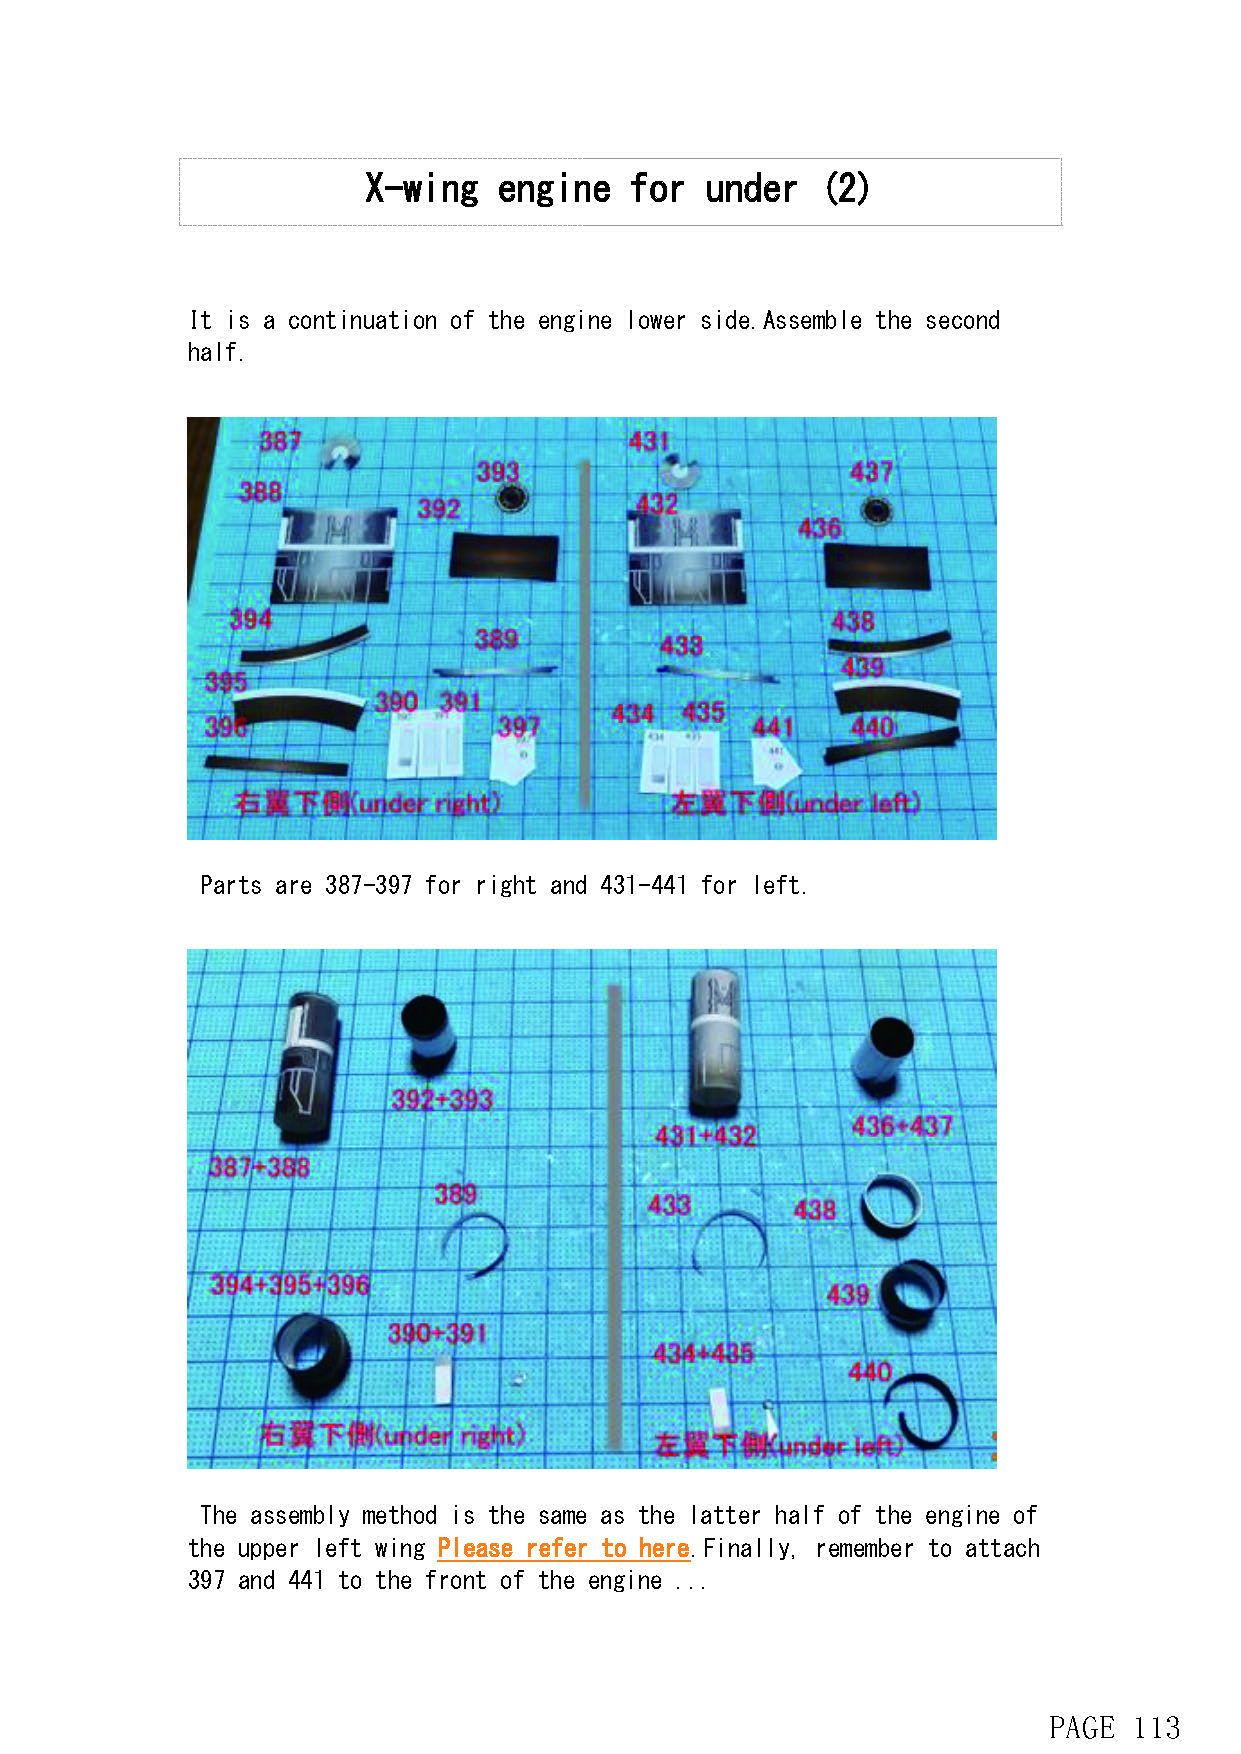 X-wing engine for under (2)
It is a continuation of the engine lower side.Assemble the second
half.
387
431
393
437
388
392
432
436
394
438
389
433
439
395
390 391
434 435
396
397
441
440
右翼下側(under right)
左翼下側(under left)
Parts are 387-397 for right and 431-441 for left.
392+393
436+437
431+432
387+388
389
433
438
394+395+396
439
390+391
434+435
440
右翼下側(under right)
左翼下側(under left)
The assembly method is the same as the latter half of the engine of
the upper left wing Please refer to here.Finally, remember to attach
397 and 441 to the front of the engine ...
PAGE 113